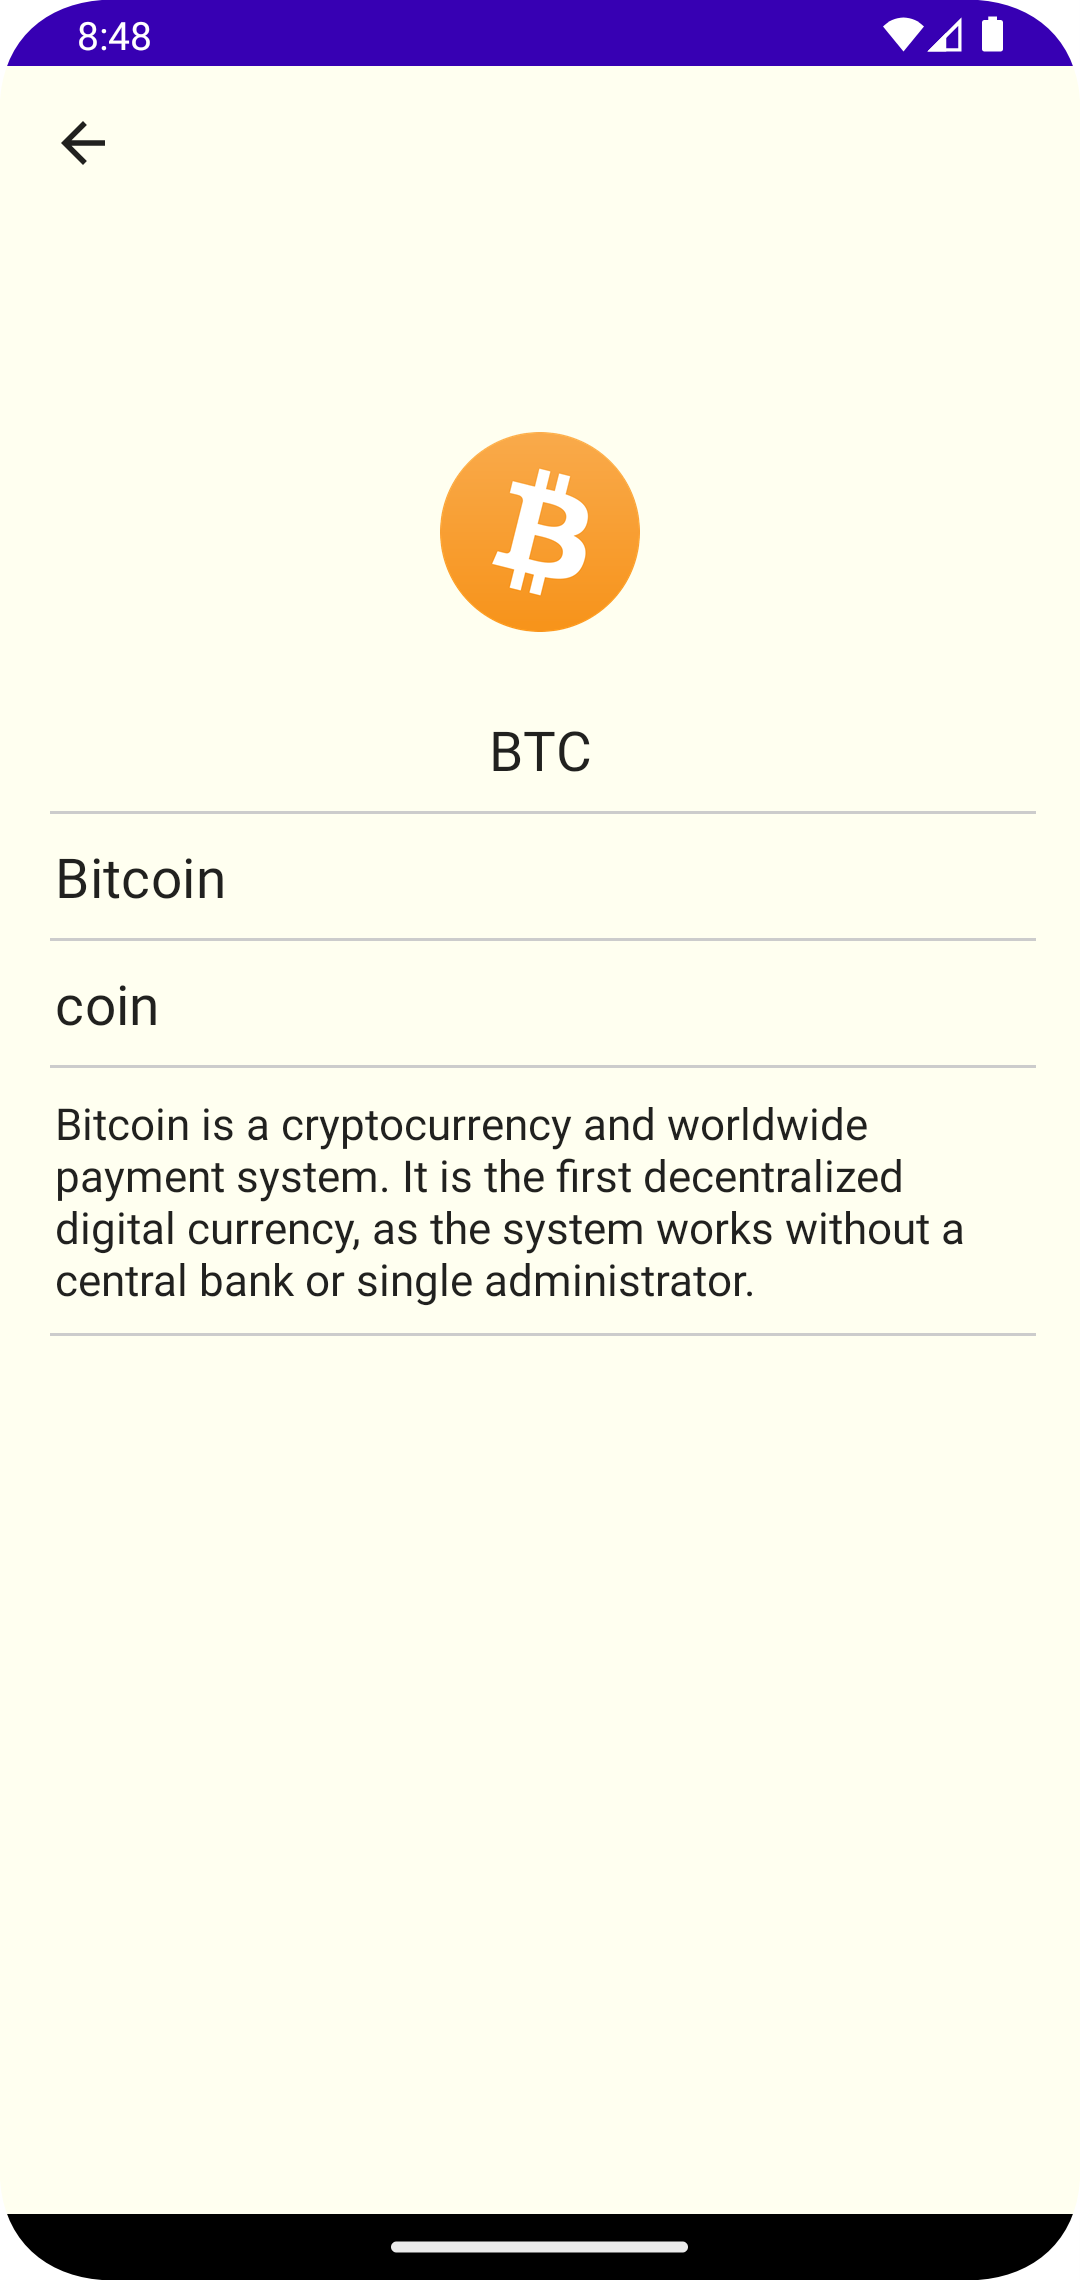 8:48
BTC
Bitcoin
coin
Bitcoin is a cryptocurrency and worldwide
payment system. It is the first decentralized
digital currency, as the system works without a
central bank or single administrator.